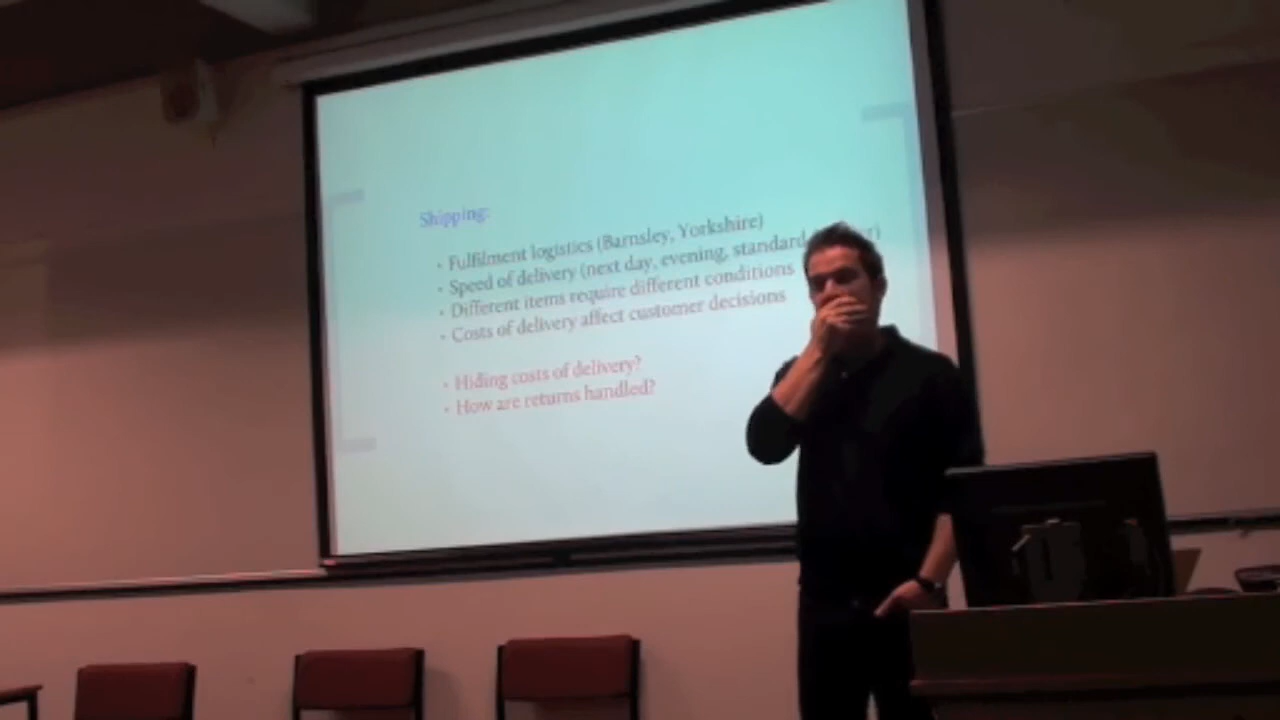 Shipping:
· Fulfilment logistics (Barnsley, Yorkshire)
· Speed of delivery (next day, evening, standard
· Different items require different conditions
· Costs of delivery affect customer decisions
· Hiding costs of delivery?
· How are returns handled?